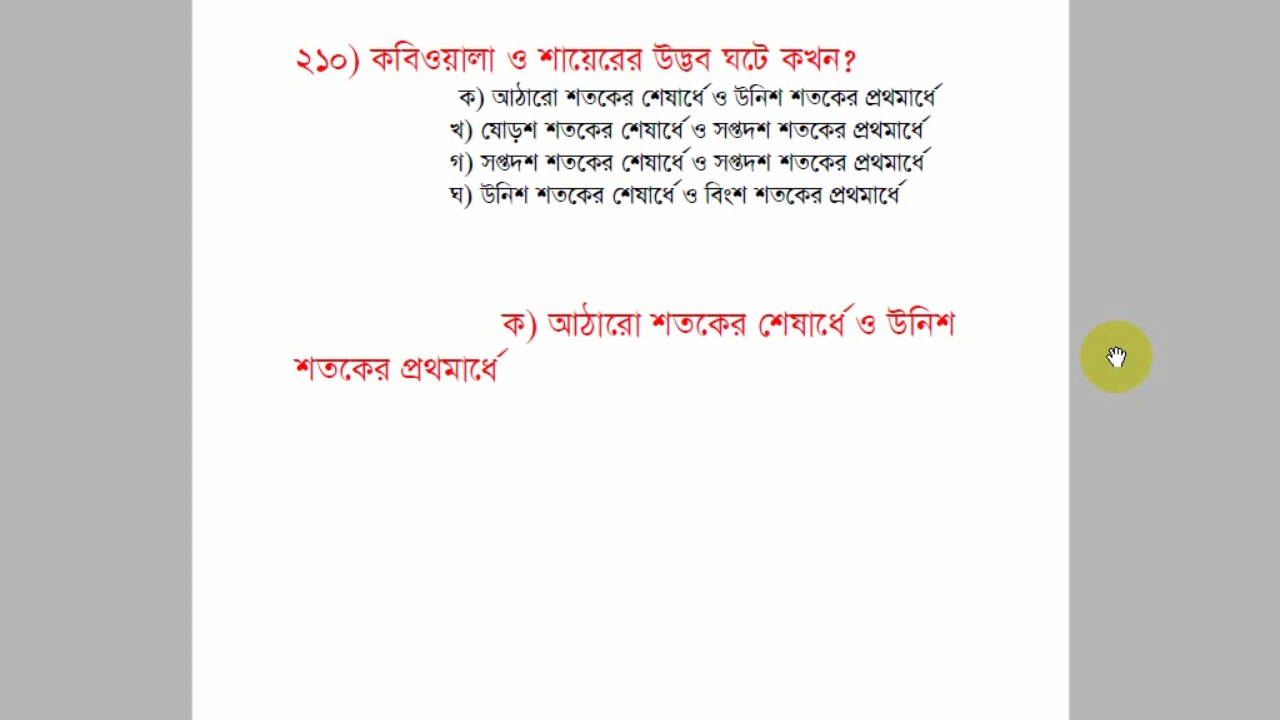 ২১০) কবিওয়ালা ও শায়েরের উদ্ভব ঘটে কখন?
ক) আঠারো শতকের শেষার্ধে ও উনিশ শতকের প্রথমার্ধে
খ) ষোড়শ শতকের শেষার্ধে ও সপ্তদশ শতকের প্রথমার্ধে
গ) সপ্তদশ শতকের শেষার্ধে ও সপ্তদশ শতকের প্রথমার্ধে
ঘ) উনিশ শতকের শেষার্ধে ও বিংশ শতকের প্রথমার্ধে
ক) আঠারো শতকের শেষার্ধে ও উনিশ
শতকের প্রথমার্ধে